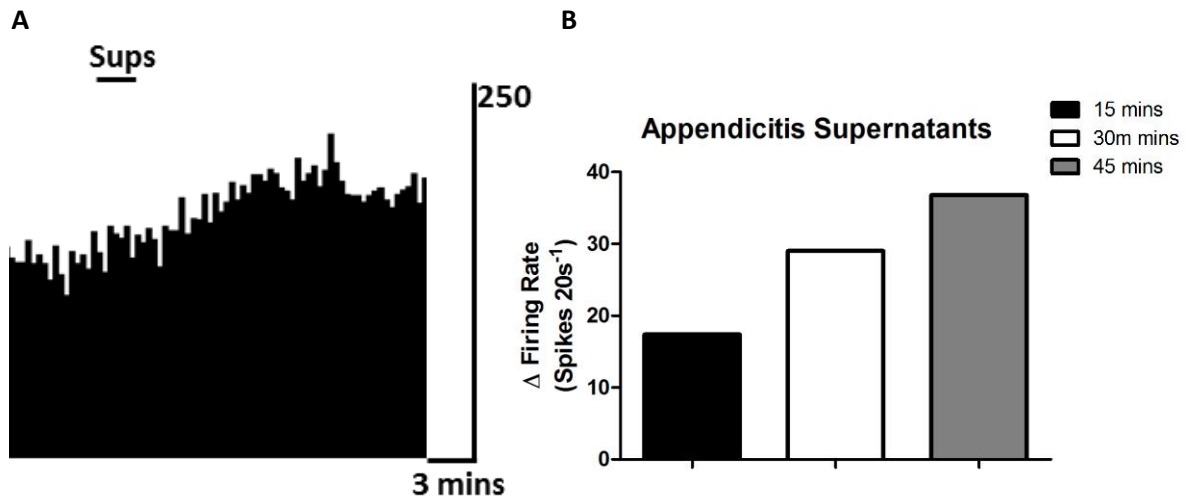 A
Sups
250
3 mins
B
Appendicitis Supernatants
15 mins
30m mins
45 mins
Δ Firing Rate
(Spikes 20s⁻¹)
40
30
20
10
0